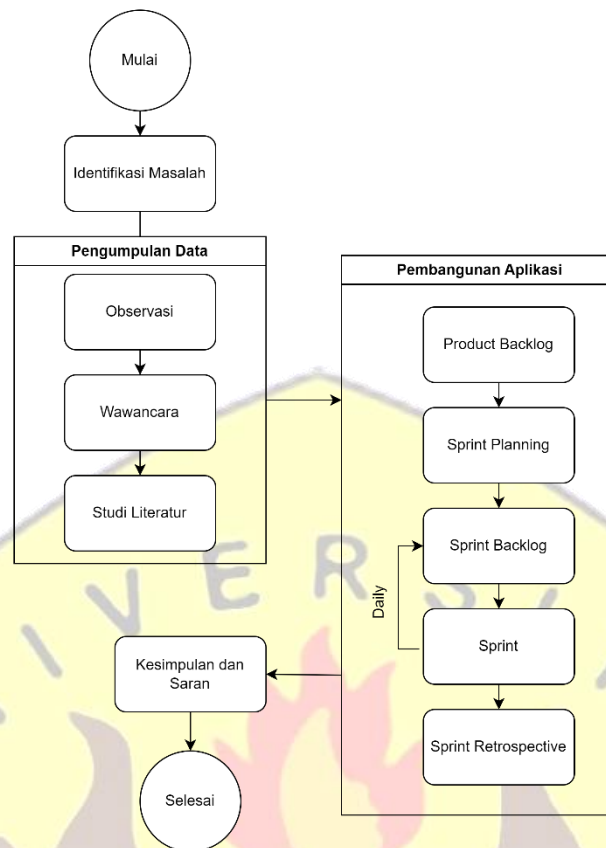 Mulai
Identifikasi Masalah
Pengumpulan Data
Observasi
Wawancara
Studi Literatur
Pembangunan Aplikasi
Product Backlog
Sprint Planning
Sprint Backlog
Daily
Sprint
Sprint Retrospective
Kesimpulan dan
Saran
Selesai